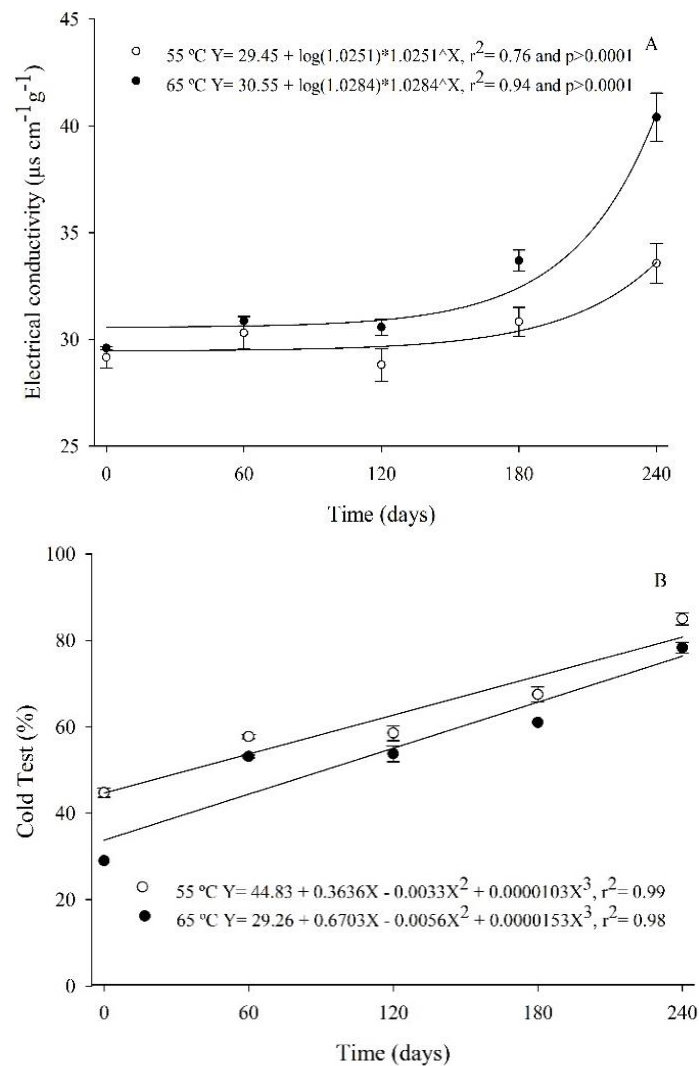 45
55 ºC Y= 29.45 + log(1.0251)*1.0251^X, r²= 0.76 and p>0.0001
A
65 ºC Y= 30.55 + log(1.0284)*1.0284^X, r²= 0.94 and p>0.0001
40
35
30
25
Electrical conductivity (µs cm⁻¹g⁻¹)
0 60 120 180 240
Time (days)
100
B
80
60
40
20
0
Cold Test (%)
55 ºC Y= 44.83 + 0.3636X - 0.0033X² + 0.0000103X³, r²= 0.99
65 ºC Y= 29.26 + 0.6703X - 0.0056X² + 0.0000153X³, r²= 0.98
0 60 120 180 240
Time (days)